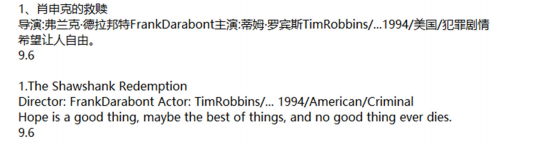 1、肖申克的救赎
导演:弗兰克·德拉邦特FrankDarabont主演:蒂姆·罗宾斯TimRobbins/...1994/美国/犯罪剧情
希望让人自由。
9.6
1.The Shawshank Redemption
Director: FrankDarabont Actor: TimRobbins/... 1994/American/Criminal
Hope is a good thing, maybe the best of things, and no good thing ever dies.
9.6